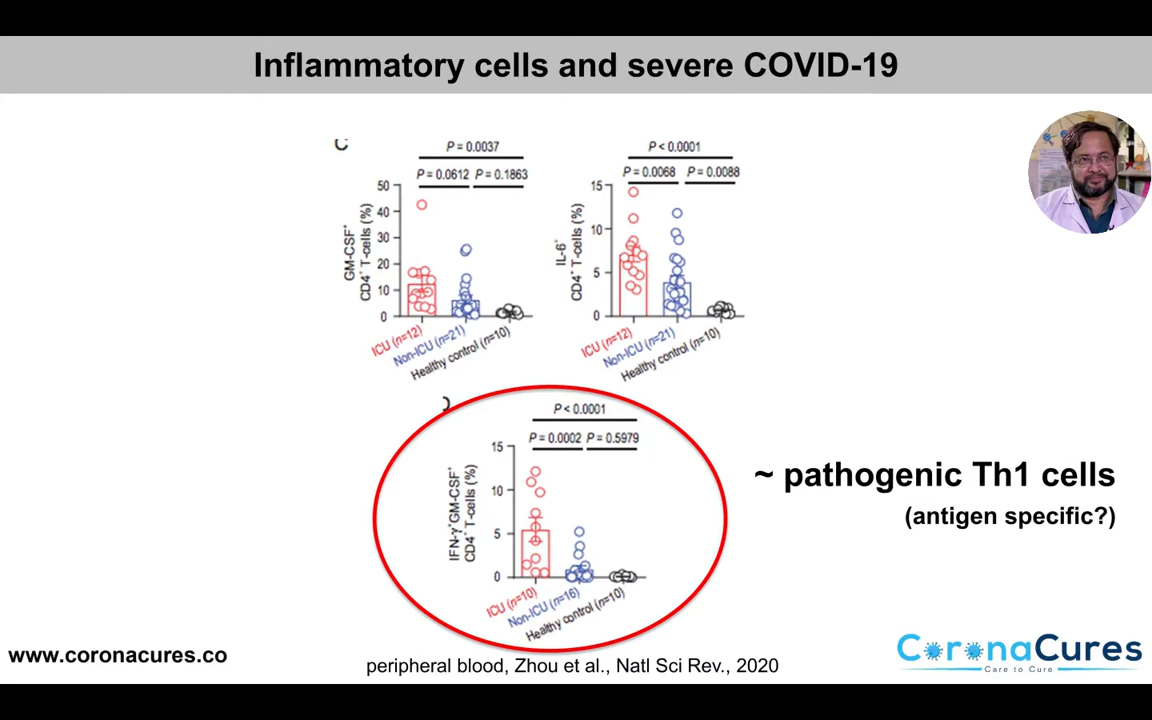 Inflammatory cells and severe COVID-19
C
P = 0.0037
P = 0.0612 P = 0.1863
50
40
30
20
10
0
GM-CSF+
CD4+ T-cells (%)
ICU (n=12)
Non-ICU (n=21)
Healthy control (n=10)
P < 0.0001
P = 0.0068 P = 0.0088
15
10
5
0
IL-6+
CD4+ T-cells (%)
ICU (n=12)
Non-ICU (n=21)
Healthy control (n=10)
D
P < 0.0001
P = 0.0002 P = 0.5979
15
10
5
0
IFN-γ+GM-CSF+
CD4+ T-cells (%)
ICU (n=10)
Non-ICU (n=16)
Healthy control (n=10)
~ pathogenic Th1 cells
(antigen specific?)
www.coronacures.co
peripheral blood, Zhou et al., Natl Sci Rev., 2020
CoronaCures
Care to Cure